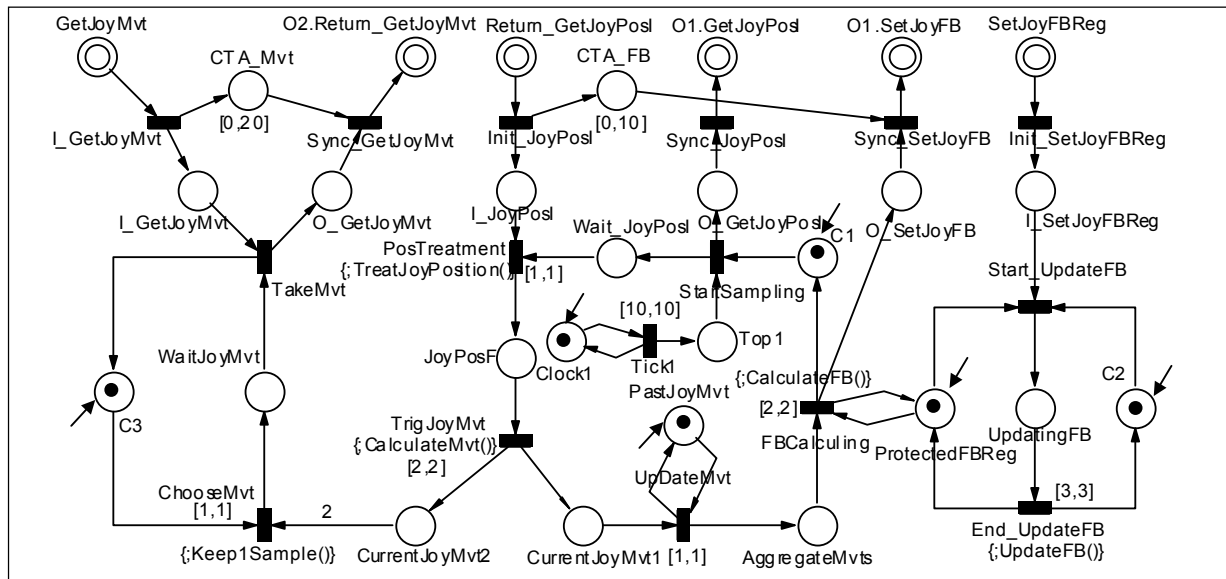 GetJoyMvt
O2.Return_GetJoyMvt
Return_GetJoyPosI
O1.GetJoyPosI
O1.SetJoyFB
SetJoyFBReg
CTA_Mvt
CTA_FB
[0,20]
[0,10]
I_GetJoyMvt
Sync_GetJoyMvt
Init_JoyPosI
Sync_JoyPosI
Sync_SetJoyFB
Init_SetJoyFBReg
I_GetJoyMvt
O_GetJoyMvt
I_JoyPosI
Wait_JoyPosI
O_GetJoyPosI
C1
O_SetJoyFB
I_SetJoyFBReg
PosTreatment
{;TreatJoyPosition()}
[1,1]
TakeMvt
StartSampling
Start_UpdateFB
[10,10]
WaitJoyMvt
JoyPosF
Clock1
Tick1
Top1
C3
PastJoyMvt
{;CalculateFB()}
[2,2]
FBCalculing
C2
TrigJoyMvt
{;CalculateMvt()}
[2,2]
ProtectedFBReg
UpdatingFB
UpDateMvt
ChooseMvt
[1,1]
2
[3,3]
{;Keep1Sample()}
CurrentJoyMvt2
CurrentJoyMvt1
[1,1]
AggregateMvts
End_UpdateFB
{;UpdateFB()}